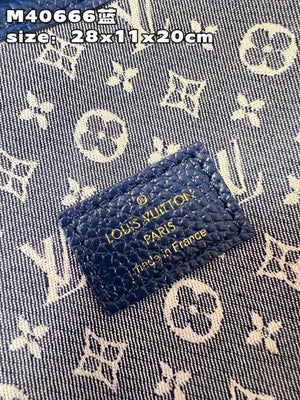 M40666蓝
size: 28x11x20cm
®
LOUIS VUITTON
PARIS
made in France